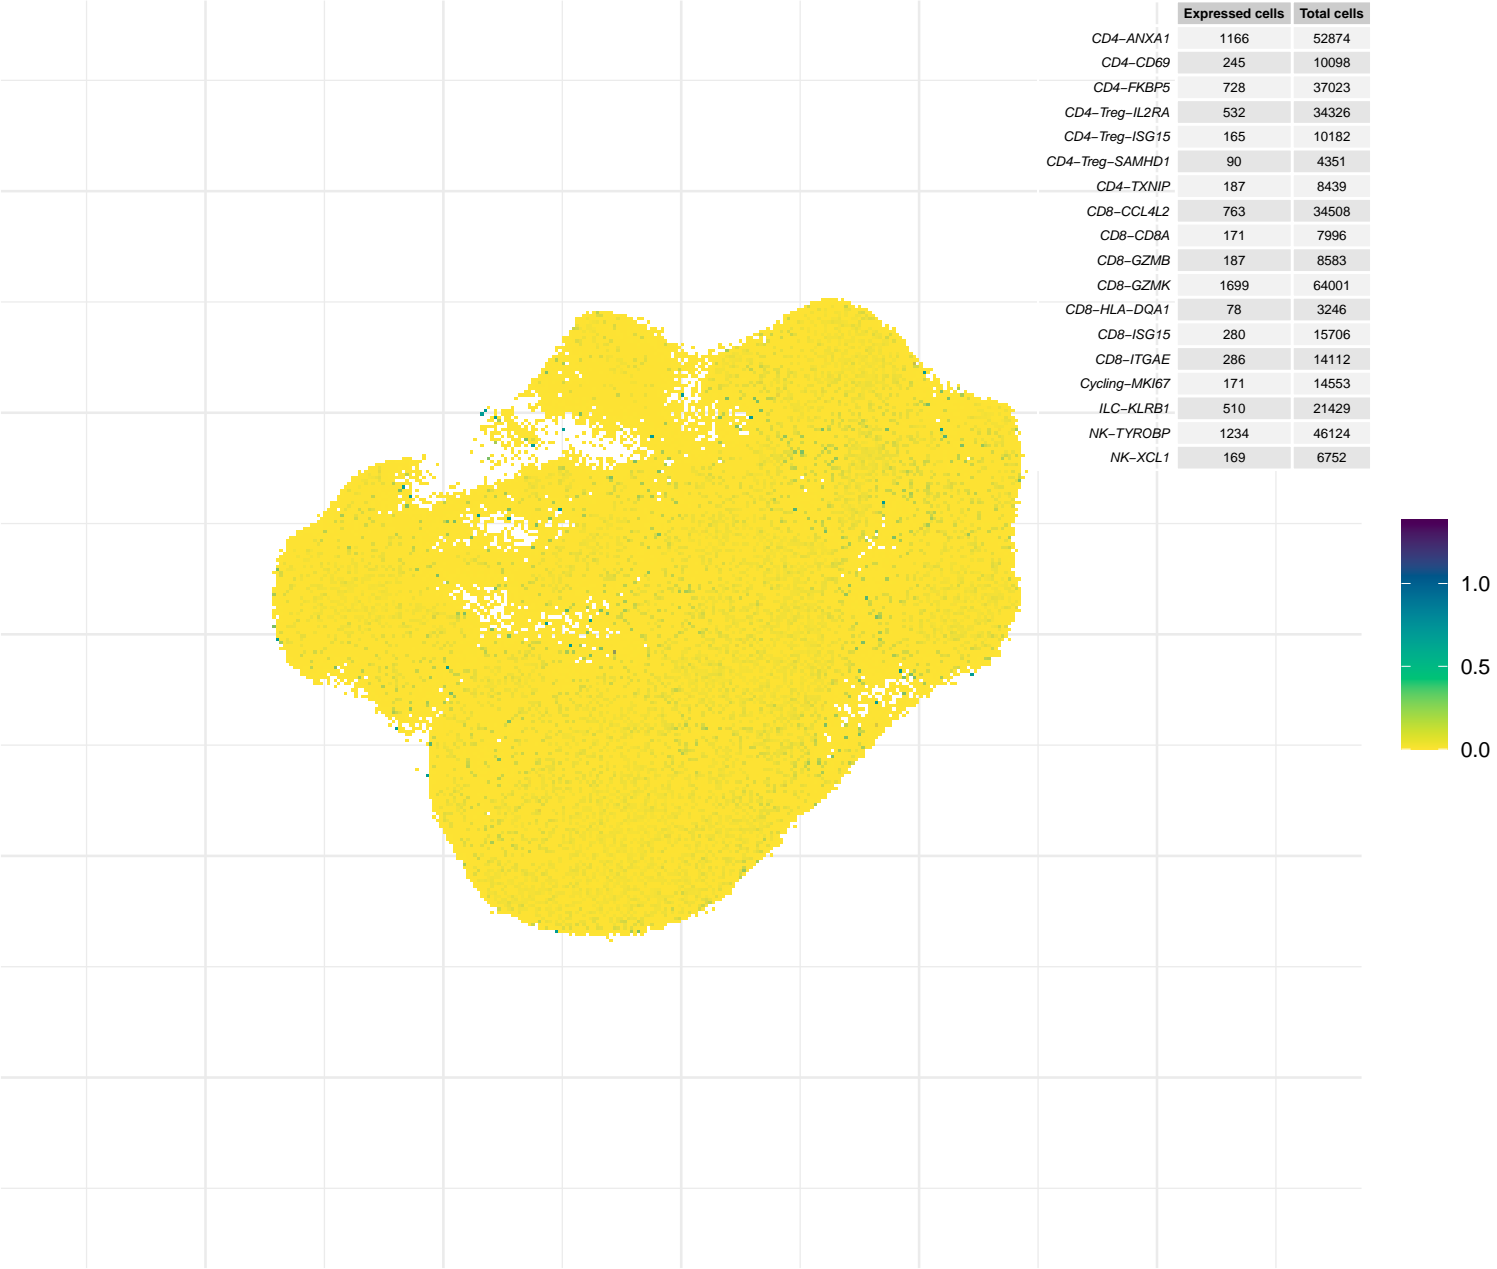 Expressed cells Total cells
CD4−ANXA1 1166 52874
CD4−CD69 245 10098
CD4−FKBP5 728 37023
CD4−Treg−IL2RA 532 34326
CD4−Treg−ISG15 165 10182
CD4−Treg−SAMHD1 90 4351
CD4−TXNIP 187 8439
CD8−CCL4L2 763 34508
CD8−CD8A 171 7996
CD8−GZMB 187 8583
CD8−GZMK 1699 64001
CD8−HLA−DQA1 78 3246
CD8−ISG15 280 15706
CD8−ITGAE 286 14112
Cycling−MKI67 171 14553
ILC−KLRB1 510 21429
NK−TYROBP 1234 46124
NK−XCL1 169 6752
1.0
0.5
0.0